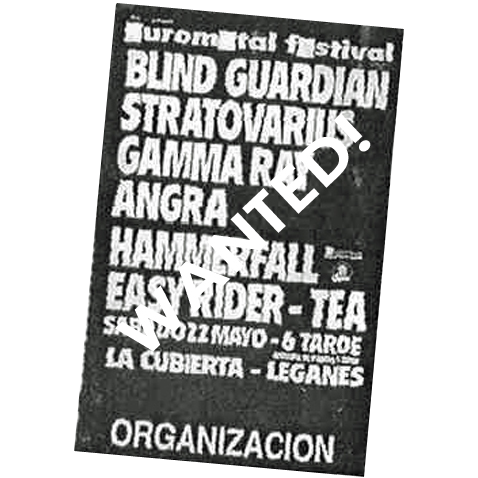 Eurometal festival
BLIND GUARDIAN
STRATOVARIUS
GAMMA RAY
ANGRA
HAMMERFALL
EASY RIDER - TEA
SABADO 22 MAYO - 6 TARDE
LA CUBIERTA - LEGANES
ORGANIZACION
WANTED!